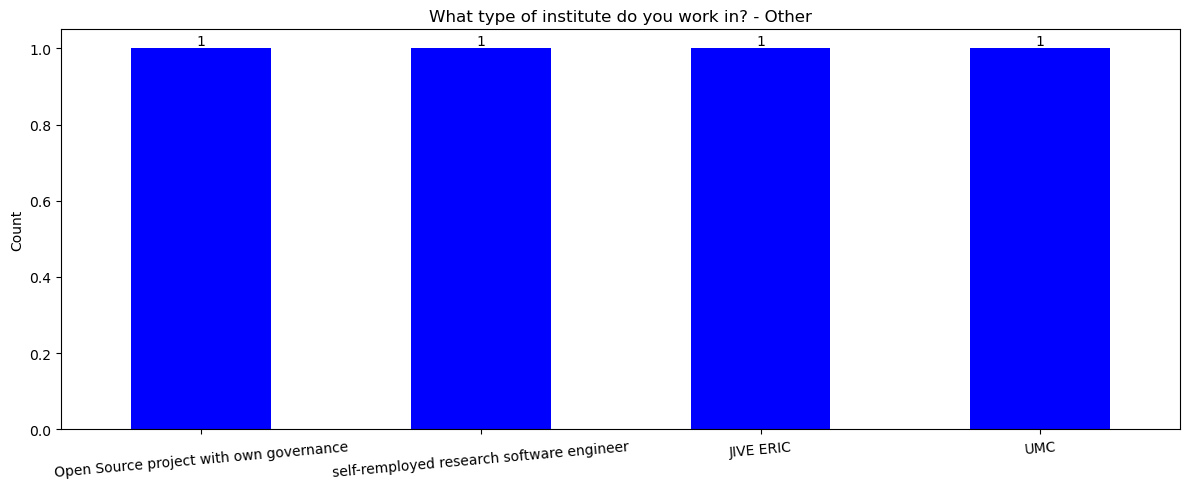 What type of institute do you work in? - Other
1 1 1 1
1.0
0.8
0.6
0.4
0.2
0.0
Count
Open Source project with own governance
self-remployed research software engineer
JIVE ERIC
UMC